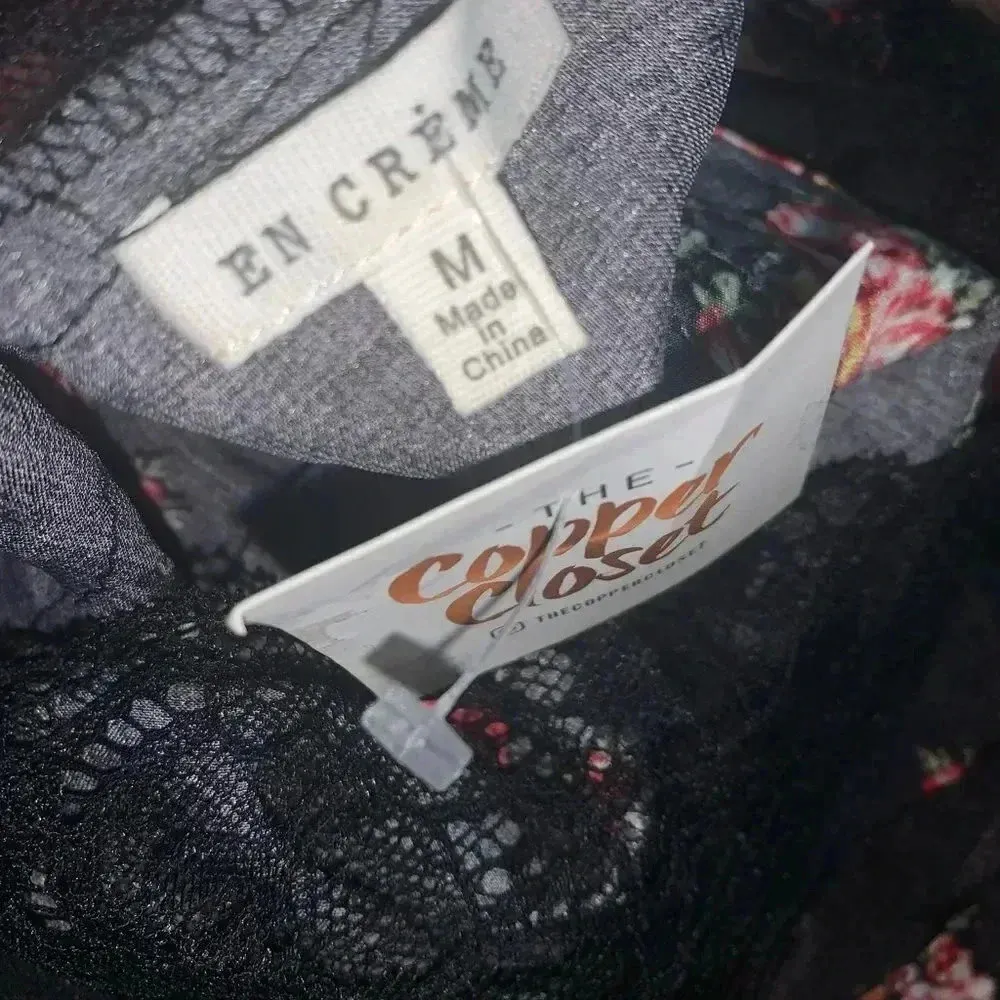 EN CRÈME
M
Made
in
China
- THE -
copper
closet
THECOPPERCLOSET